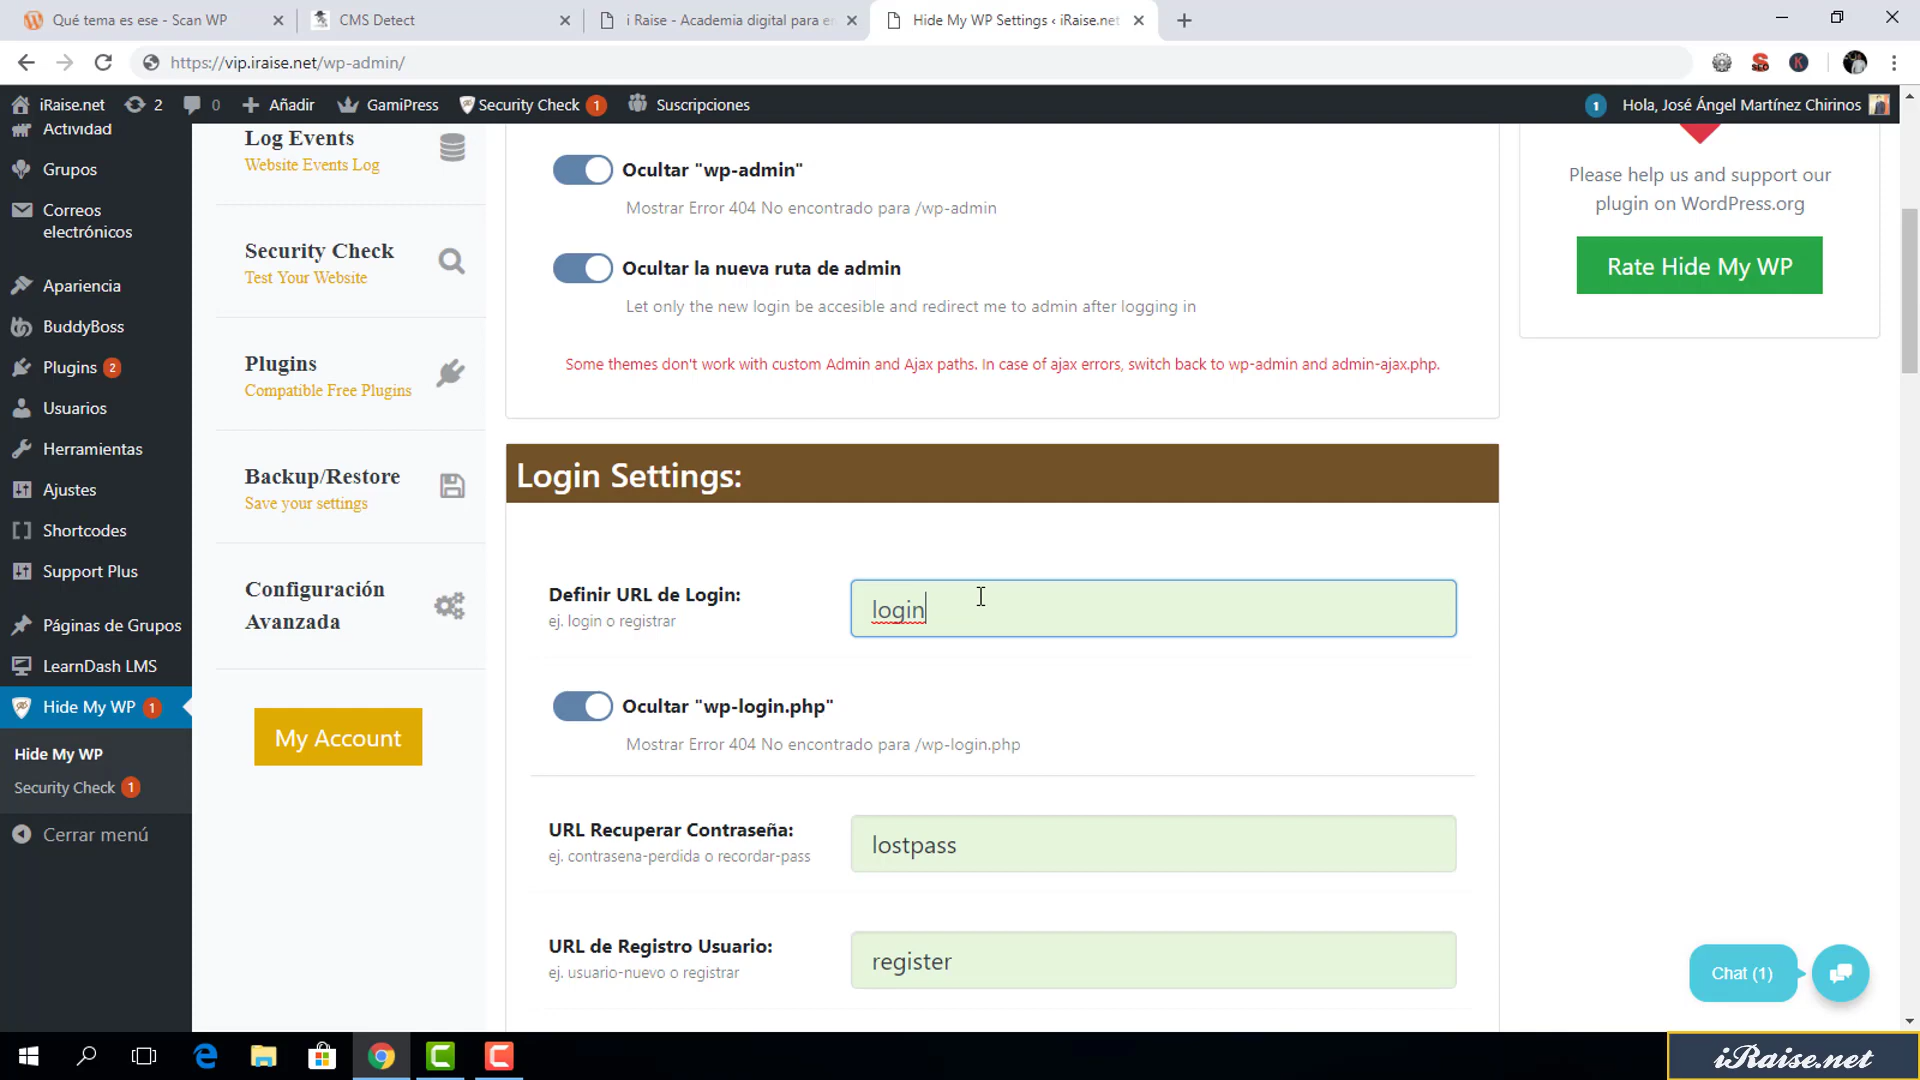 Qué tema es ese - Scan WP
CMS Detect
i Raise - Academia digital para e
Hide My WP Settings ‹ iRaise.net
https://vip.iraise.net/wp-admin/
SEO
K
iRaise.net
2
0
Añadir
GamiPress
Security Check 1
Suscripciones
1
Hola, José Ángel Martínez Chirinos
Actividad
Grupos
Correos
electrónicos
Apariencia
BuddyBoss
Plugins 2
Usuarios
Herramientas
Ajustes
Shortcodes
Support Plus
Páginas de Grupos
LearnDash LMS
Hide My WP 1
Hide My WP
Security Check 1
Cerrar menú
Log Events
Website Events Log
Security Check
Test Your Website
Plugins
Compatible Free Plugins
Backup/Restore
Save your settings
Configuración
Avanzada
My Account
Ocultar "wp-admin"
Mostrar Error 404 No encontrado para /wp-admin
Ocultar la nueva ruta de admin
Let only the new login be accesible and redirect me to admin after logging in
Some themes don't work with custom Admin and Ajax paths. In case of ajax errors, switch back to wp-admin and admin-ajax.php.
Login Settings:
Definir URL de Login:
ej. login o registrar
login
Ocultar "wp-login.php"
Mostrar Error 404 No encontrado para /wp-login.php
URL Recuperar Contraseña:
ej. contrasena-perdida o recordar-pass
lostpass
URL de Registro Usuario:
ej. usuario-nuevo o registrar
register
Please help us and support our
plugin on WordPress.org
Rate Hide My WP
Chat (1)
iRaise.net